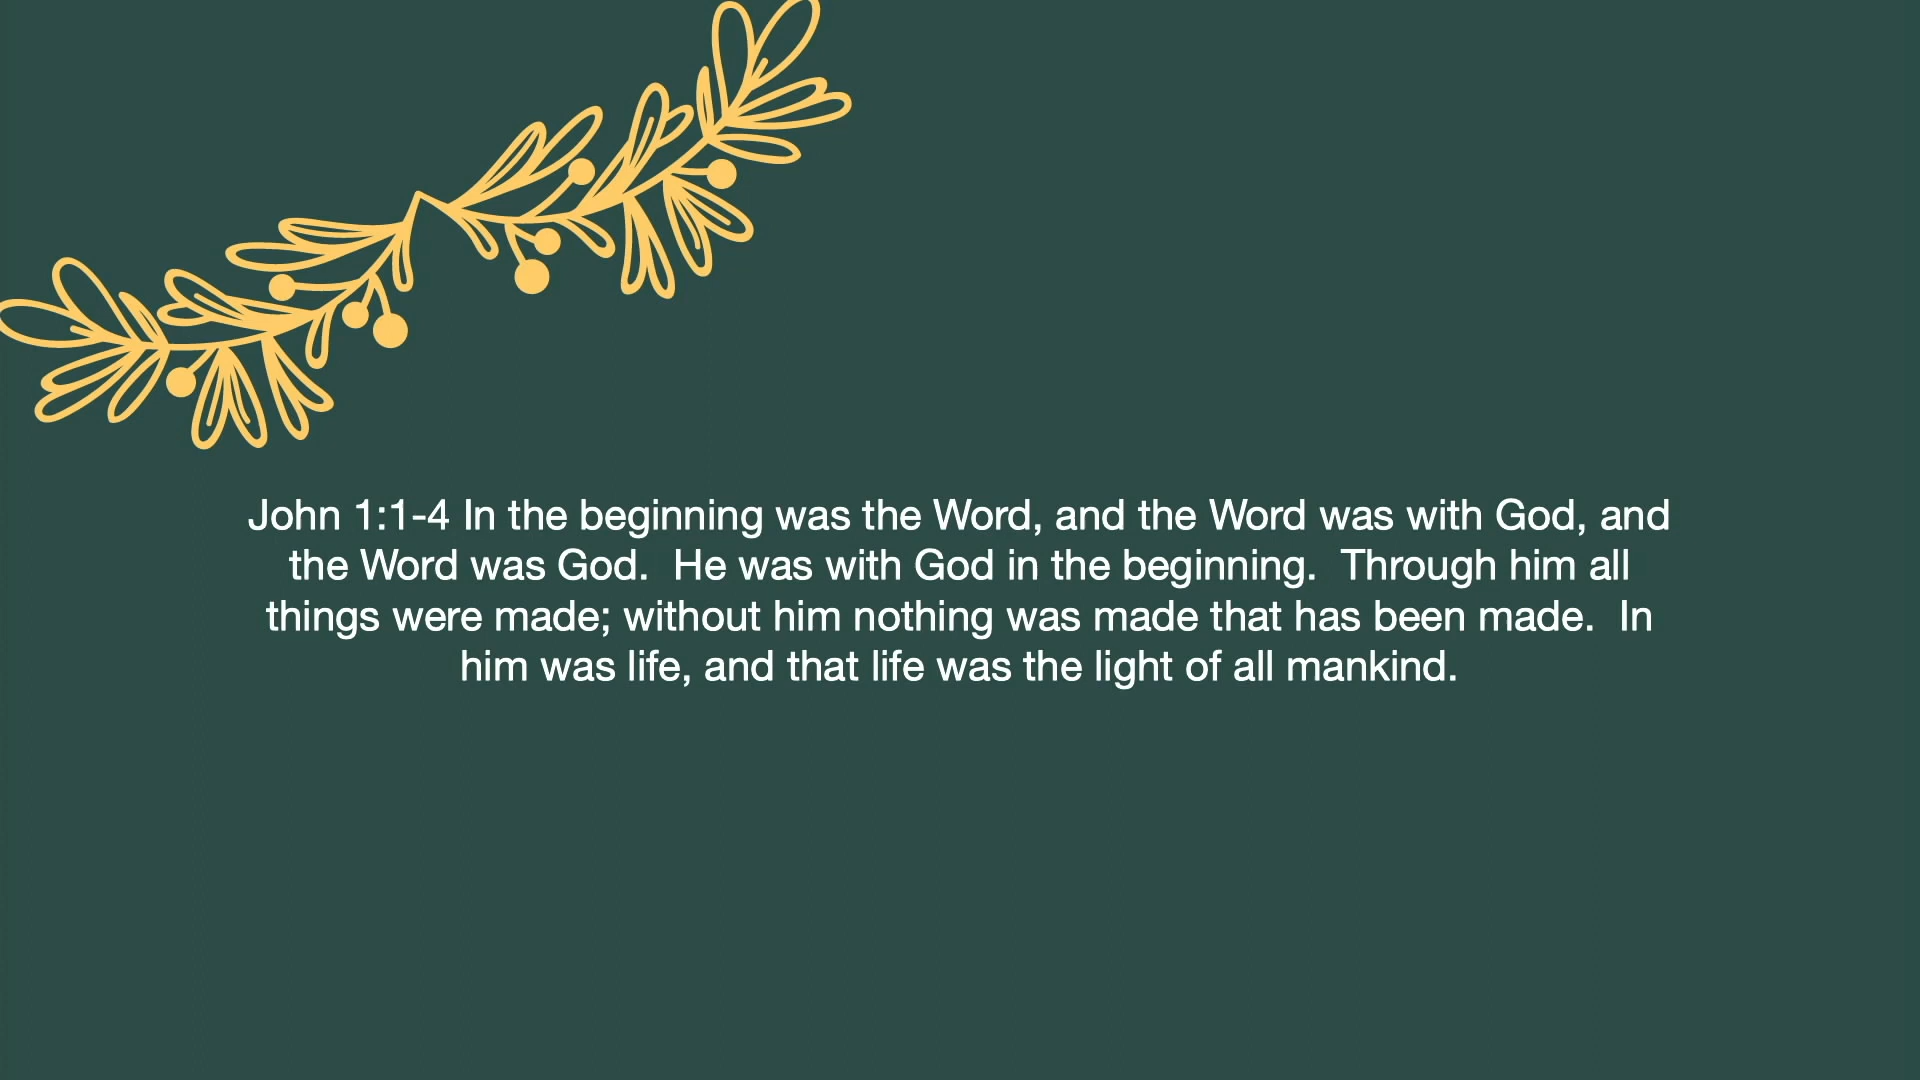 John 1:1-4 In the beginning was the Word, and the Word was with God, and
the Word was God.  He was with God in the beginning.  Through him all
things were made; without him nothing was made that has been made.  In
him was life, and that life was the light of all mankind.